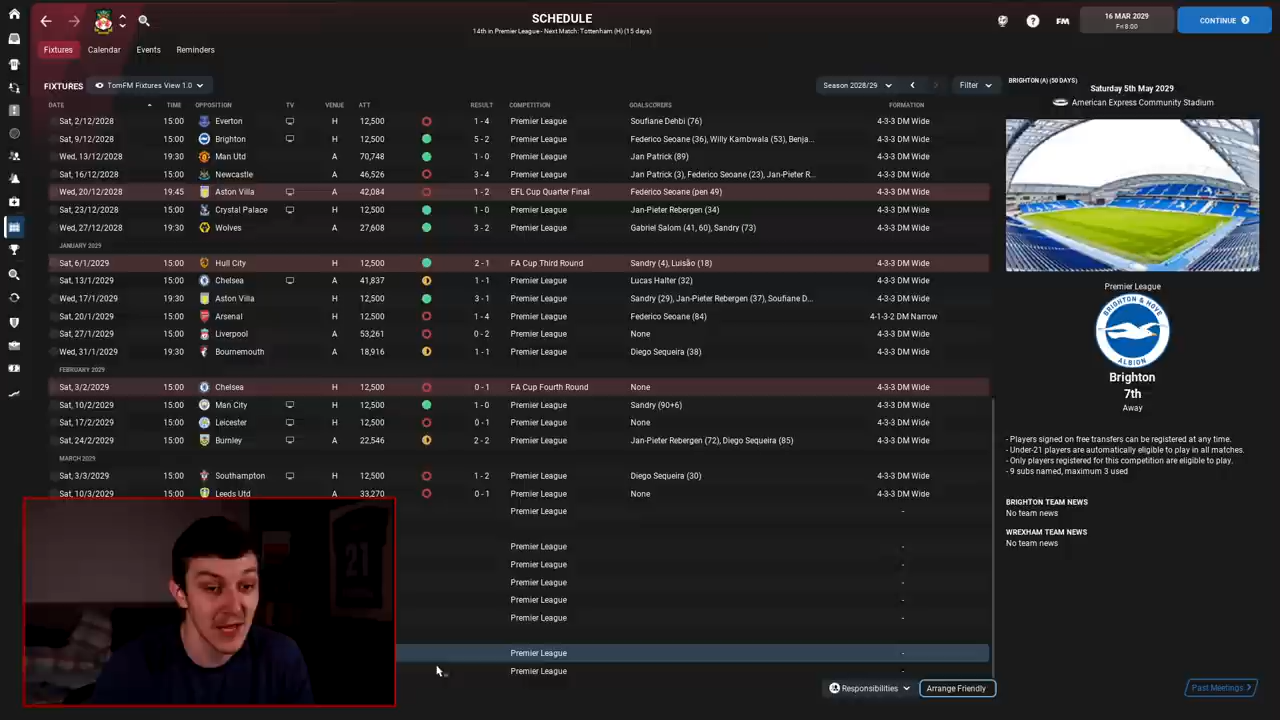 SCHEDULE
14th in Premier League - Next Match: Tottenham (H) (15 days)
16 MAR 2029
Fri 8:00
CONTINUE
FM
Fixtures Calendar Events Reminders
FIXTURES TomFM Fixtures View 1.0 Season 2028/29 Filter
DATE TIME OPPOSITION TV VENUE ATT RESULT COMPETITION GOALSCORERS FORMATION
Sat, 2/12/2028 15:00 Everton H 12,500 1 - 4 Premier League Soufiane Dehbi (76) 4-3-3 DM Wide
Sat, 9/12/2028 15:00 Brighton H 12,500 5 - 2 Premier League Federico Seoane (36), Willy Kambwala (53), Benja... 4-3-3 DM Wide
Wed, 13/12/2028 19:30 Man Utd A 70,748 1 - 0 Premier League Jan Patrick (89) 4-3-3 DM Wide
Sat, 16/12/2028 15:00 Newcastle A 46,526 3 - 4 Premier League Jan Patrick (3), Federico Seoane (23), Jan-Pieter R... 4-3-3 DM Wide
Wed, 20/12/2028 19:45 Aston Villa A 42,084 1 - 2 EFL Cup Quarter Final Federico Seoane (pen 49) 4-3-3 DM Wide
Sat, 23/12/2028 15:00 Crystal Palace H 12,500 1 - 0 Premier League Jan-Pieter Rebergen (34) 4-3-3 DM Wide
Wed, 27/12/2028 19:30 Wolves A 27,608 3 - 2 Premier League Gabriel Salom (41, 60), Sandry (73) 4-3-3 DM Wide
JANUARY 2029
Sat, 6/1/2029 15:00 Hull City H 12,500 2 - 1 FA Cup Third Round Sandry (4), Luisão (18) 4-3-3 DM Wide
Sat, 13/1/2029 15:00 Chelsea A 41,837 1 - 1 Premier League Lucas Halter (32) 4-3-3 DM Wide
Wed, 17/1/2029 19:30 Aston Villa H 12,500 3 - 1 Premier League Sandry (29), Jan-Pieter Rebergen (37), Soufiane D... 4-3-3 DM Wide
Sat, 20/1/2029 15:00 Arsenal H 12,500 1 - 4 Premier League Federico Seoane (84) 4-1-3-2 DM Narrow
Sat, 27/1/2029 15:00 Liverpool A 53,261 0 - 2 Premier League None 4-3-3 DM Wide
Wed, 31/1/2029 19:30 Bournemouth A 18,916 1 - 1 Premier League Diego Sequeira (38) 4-3-3 DM Wide
FEBRUARY 2029
Sat, 3/2/2029 15:00 Chelsea H 12,500 0 - 1 FA Cup Fourth Round None 4-3-3 DM Wide
Sat, 10/2/2029 15:00 Man City H 12,500 1 - 0 Premier League Sandry (90+6) 4-3-3 DM Wide
Sat, 17/2/2029 15:00 Leicester H 12,500 0 - 1 Premier League None 4-3-3 DM Wide
Sat, 24/2/2029 15:00 Burnley A 22,546 2 - 2 Premier League Jan-Pieter Rebergen (72), Diego Sequeira (85) 4-3-3 DM Wide
MARCH 2029
Sat, 3/3/2029 15:00 Southampton H 12,500 1 - 2 Premier League Diego Sequeira (30) 4-3-3 DM Wide
Sat, 10/3/2029 15:00 Leeds Utd A 33,270 0 - 1 Premier League None 4-3-3 DM Wide
Premier League -
Premier League -
Premier League -
Premier League -
Premier League -
Premier League -
Premier League -
Premier League -
21
Responsibilities Arrange Friendly
BRIGHTON (A) (50 DAYS)
Saturday 5th May 2029
American Express Community Stadium
Premier League
BRIGHTON & HOVE
ALBION
Brighton
7th
Away
- Players signed on free transfers can be registered at any time.
- Under-21 players are automatically eligible to play in all matches.
- Only players registered for this competition are eligible to play.
- 9 subs named, maximum 3 used
BRIGHTON TEAM NEWS
No team news
WREXHAM TEAM NEWS
No team news
Past Meetings